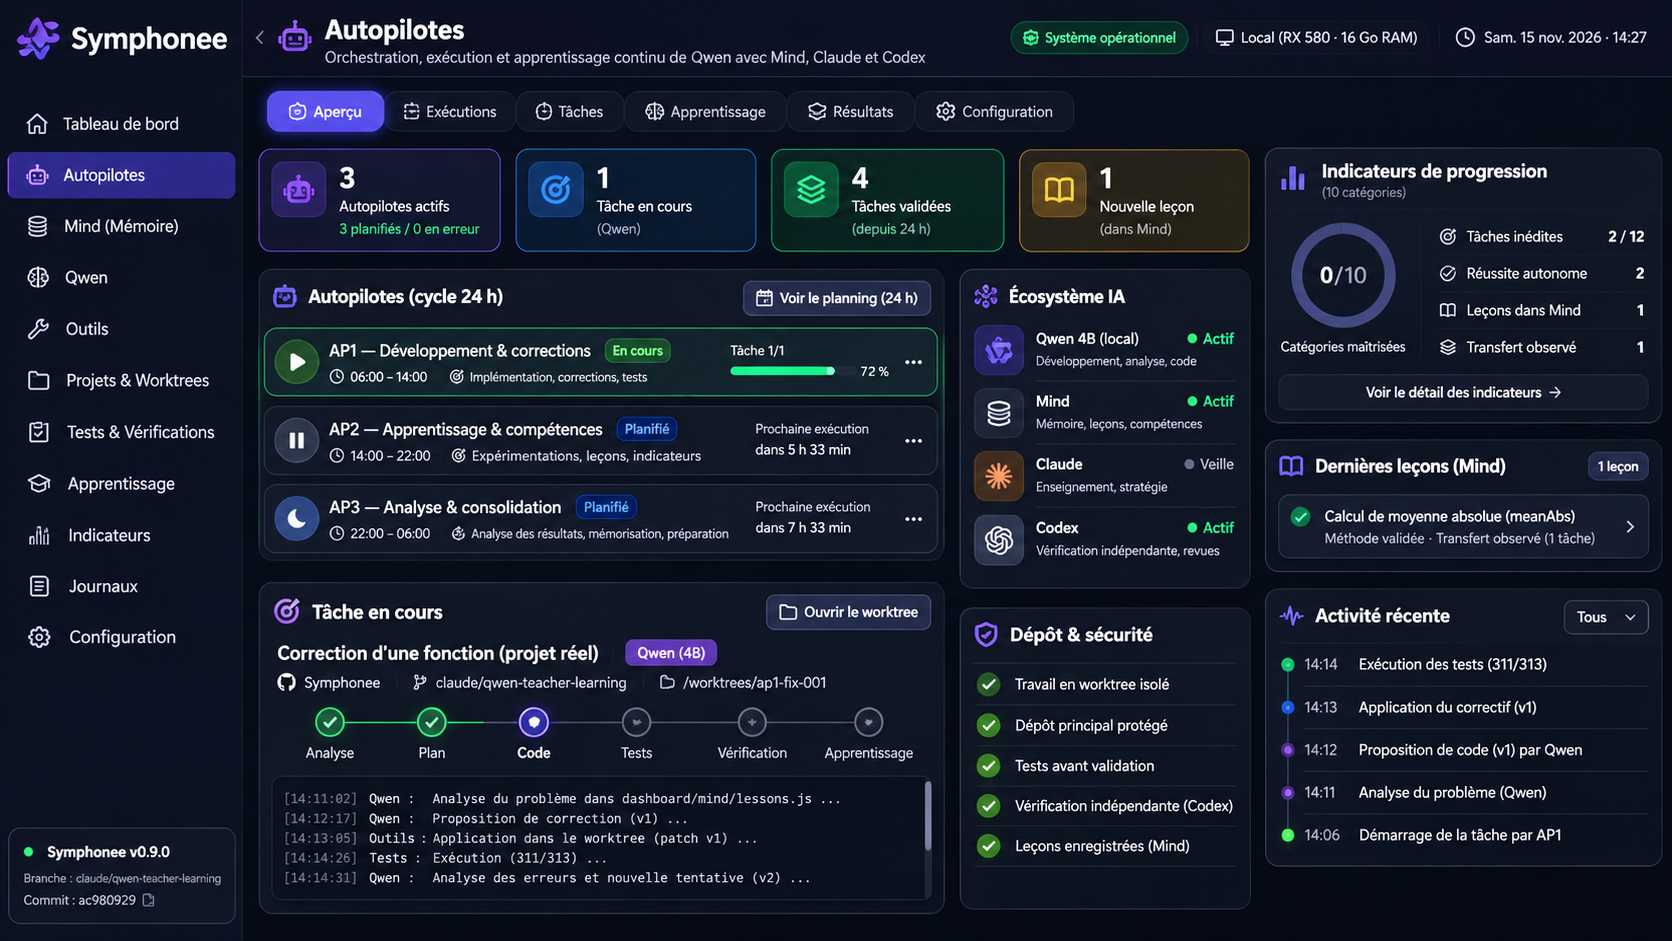 Symphonee
Tableau de bord
Autopilotes
Mind (Mémoire)
Qwen
Outils
Projets & Worktrees
Tests & Vérifications
Apprentissage
Indicateurs
Journaux
Configuration
Symphonee v0.9.0
Branche : claude/qwen-teacher-learning
Commit : ac980929
Autopilotes
Orchestration, exécution et apprentissage continu de Qwen avec Mind, Claude et Codex
Système opérationnel
Local (RX 580 · 16 Go RAM)
Sam. 15 nov. 2026 · 14:27
Aperçu
Exécutions
Tâches
Apprentissage
Résultats
Configuration
3
Autopilotes actifs
3 planifiés / 0 en erreur
1
Tâche en cours
(Qwen)
4
Tâches validées
(depuis 24 h)
1
Nouvelle leçon
(dans Mind)
Autopilotes (cycle 24 h)
Voir le planning (24 h)
AP1 — Développement & corrections En cours
06:00 – 14:00 Implémentation, corrections, tests
Tâche 1/1
72 %
AP2 — Apprentissage & compétences Planifié
14:00 – 22:00 Expérimentations, leçons, indicateurs
Prochaine exécution
dans 5 h 33 min
AP3 — Analyse & consolidation Planifié
22:00 – 06:00 Analyse des résultats, mémorisation, préparation
Prochaine exécution
dans 7 h 33 min
Tâche en cours
Ouvrir le worktree
Correction d'une fonction (projet réel) Qwen (4B)
Symphonee claude/qwen-teacher-learning /worktrees/ap1-fix-001
Analyse
Plan
Code
Tests
Vérification
Apprentissage
[14:11:02] Qwen : Analyse du problème dans dashboard/mind/lessons.js ...
[14:12:17] Qwen : Proposition de correction (v1) ...
[14:13:05] Outils : Application dans le worktree (patch v1) ...
[14:14:26] Tests : Exécution (311/313) ...
[14:14:31] Qwen : Analyse des erreurs et nouvelle tentative (v2) ...
Écosystème IA
Qwen 4B (local) Actif
Développement, analyse, code
Mind Actif
Mémoire, leçons, compétences
Claude Veille
Enseignement, stratégie
Codex Actif
Vérification indépendante, revues
Dépôt & sécurité
Travail en worktree isolé
Dépôt principal protégé
Tests avant validation
Vérification indépendante (Codex)
Leçons enregistrées (Mind)
Indicateurs de progression
(10 catégories)
0/10
Catégories maîtrisées
Tâches inédites 2 / 12
Réussite autonome 2
Leçons dans Mind 1
Transfert observé 1
Voir le détail des indicateurs →
Dernières leçons (Mind) 1 leçon
Calcul de moyenne absolue (meanAbs)
Méthode validée · Transfert observé (1 tâche)
Activité récente Tous
14:14 Exécution des tests (311/313)
14:13 Application du correctif (v1)
14:12 Proposition de code (v1) par Qwen
14:11 Analyse du problème (Qwen)
14:06 Démarrage de la tâche par AP1